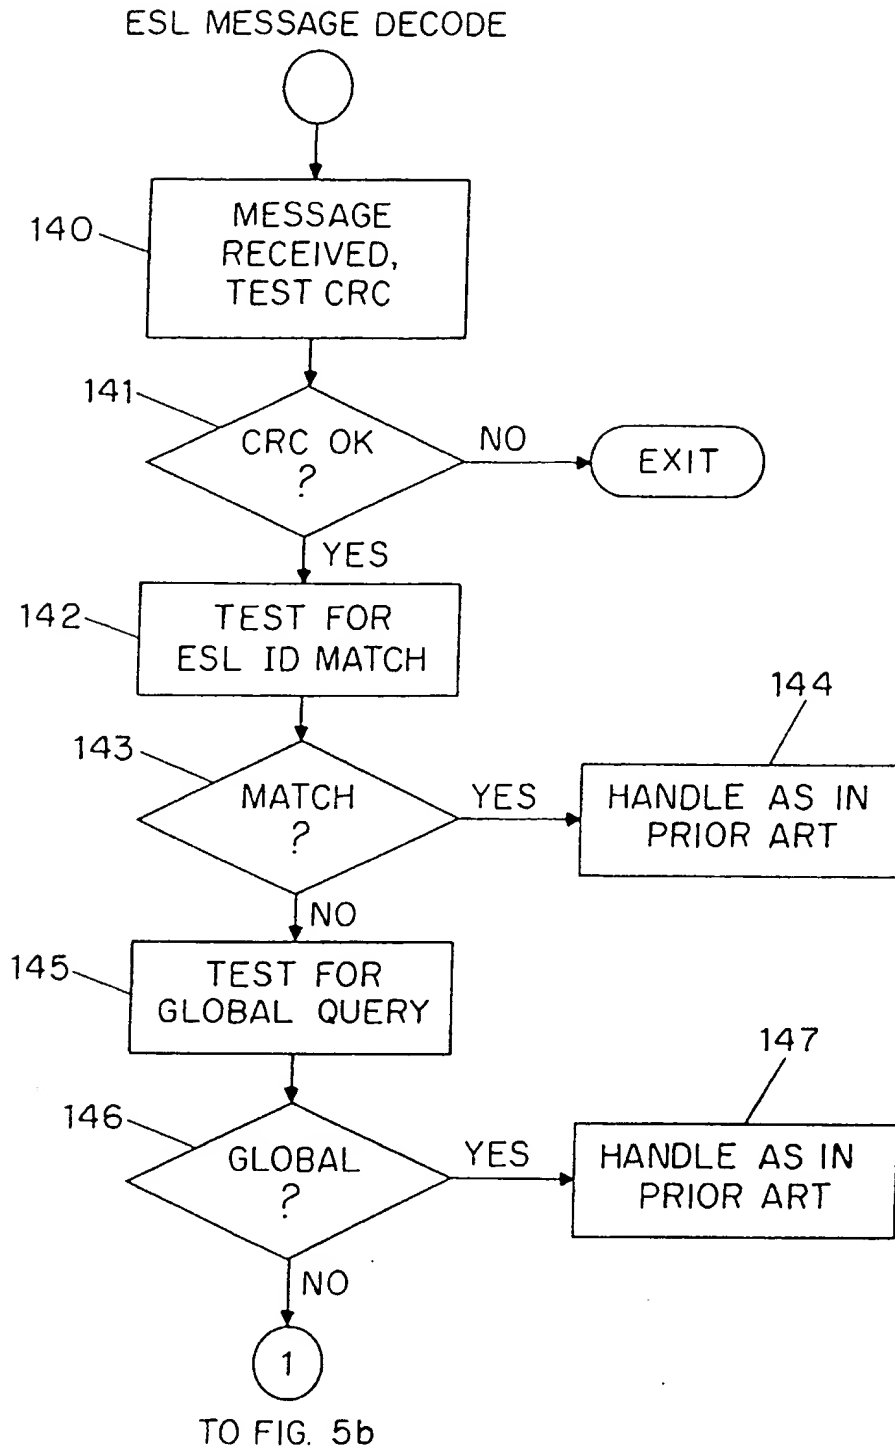 ESL MESSAGE DECODE
140
MESSAGE
RECEIVED,
TEST CRC
141
CRC OK
?
NO
EXIT
YES
142
TEST FOR
ESL ID MATCH
143
MATCH
?
YES
144
HANDLE AS IN
PRIOR ART
NO
145
TEST FOR
GLOBAL QUERY
146
GLOBAL
?
YES
147
HANDLE AS IN
PRIOR ART
NO
1
TO FIG. 5b